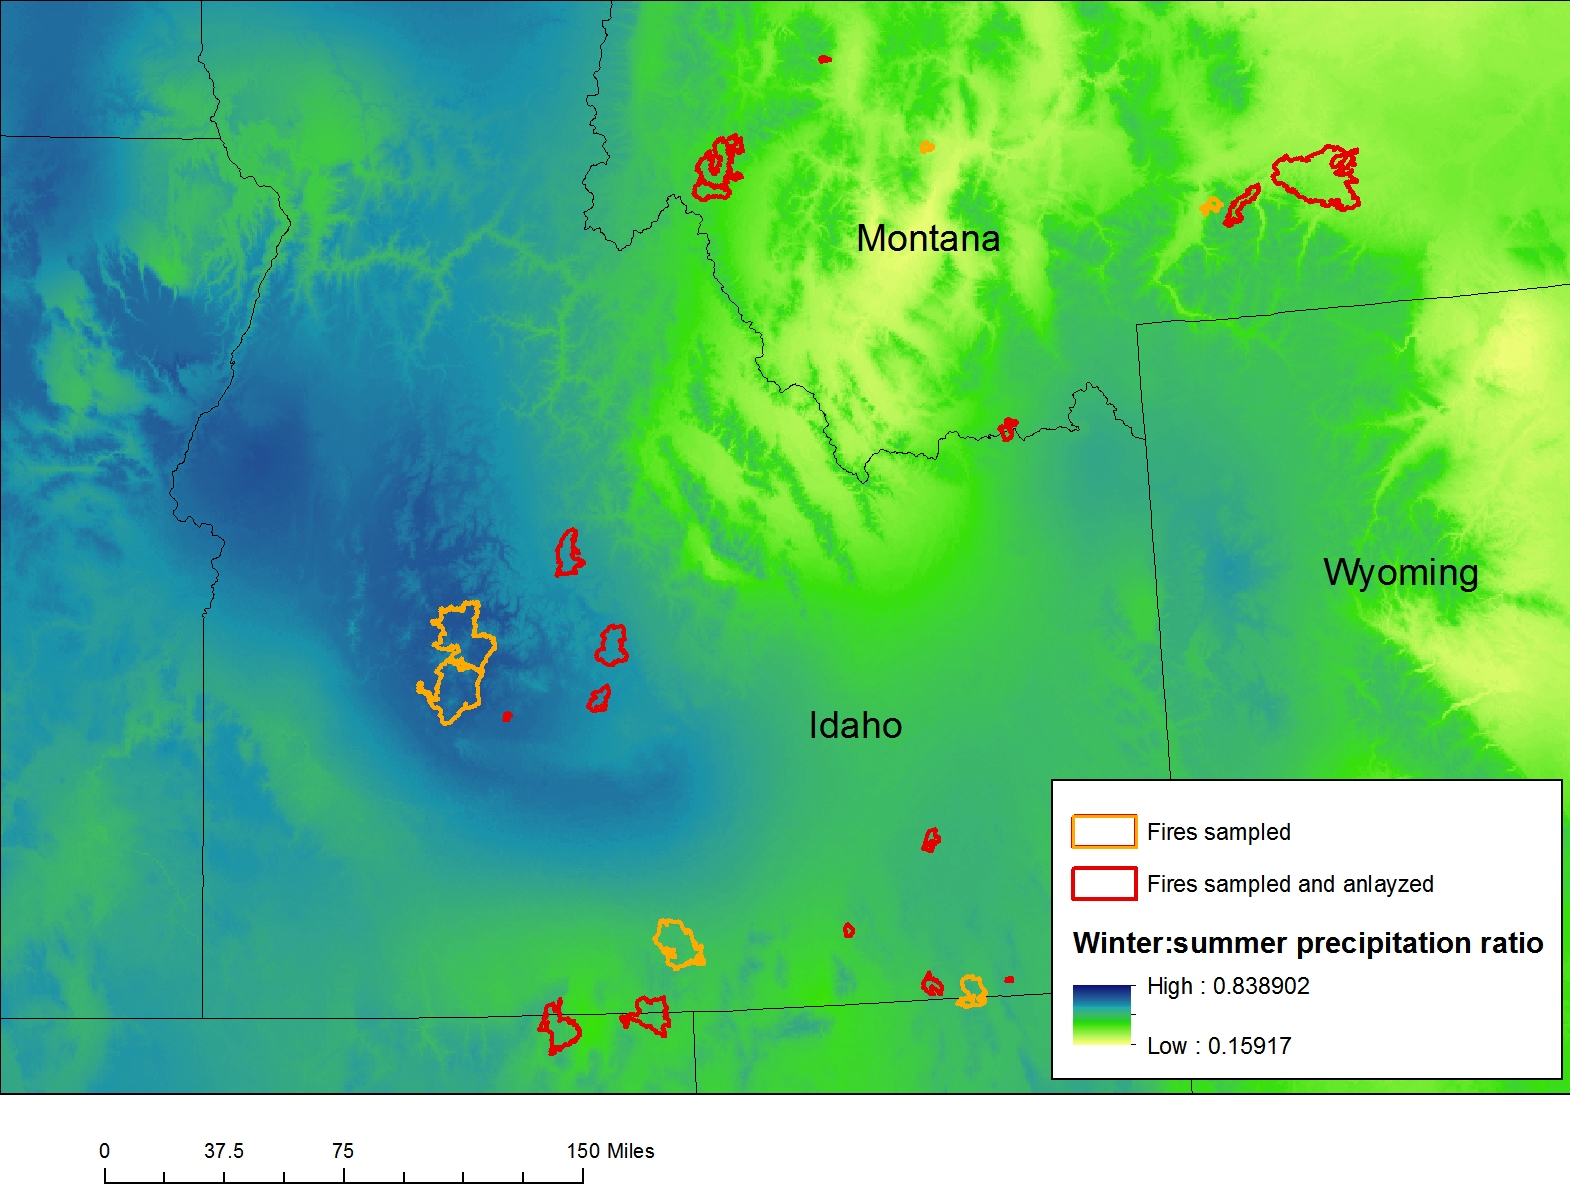 Montana
Wyoming
Idaho
Fires sampled
Fires sampled and anlayzed
Winter:summer precipitation ratio
High : 0.838902
Low : 0.15917
0 37.5 75 150 Miles